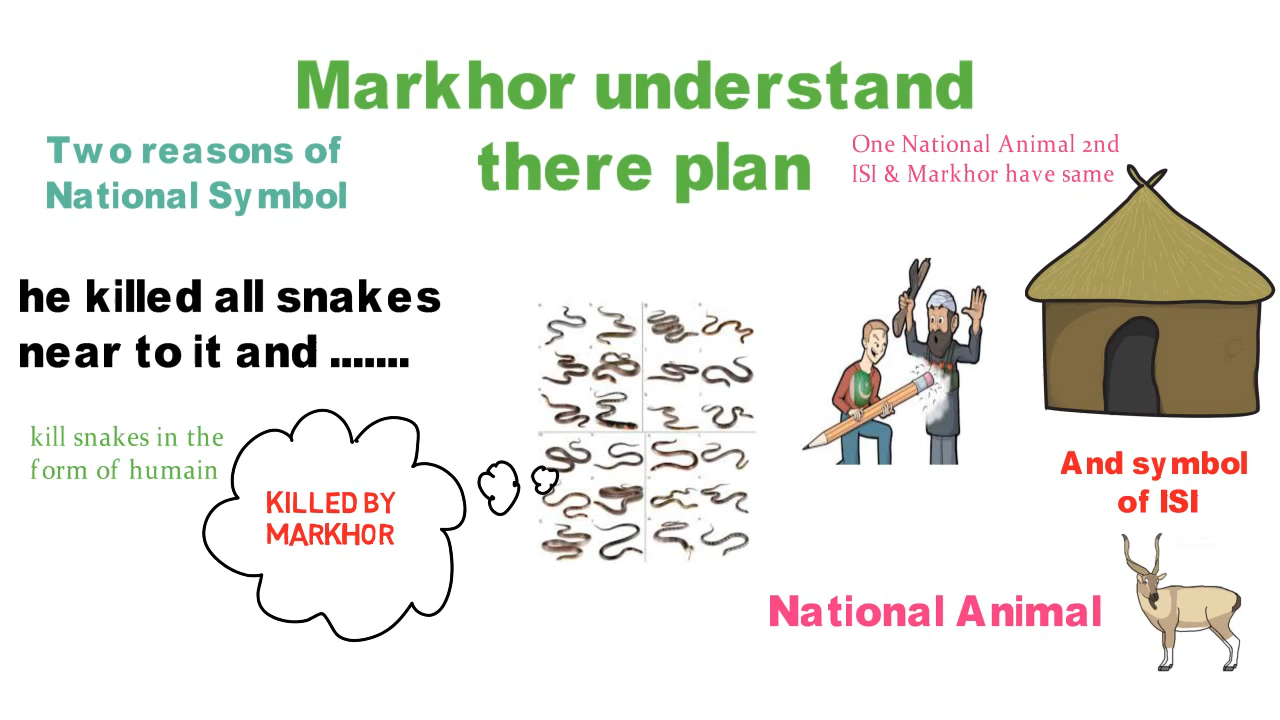 Markhor understand
there plan
Two reasons of
National Symbol
One National Animal 2nd
ISI & Markhor have same
he killed all snakes
near to it and .......
kill snakes in the
form of humain
KILLED BY
MARKHOR
And symbol
of ISI
National Animal